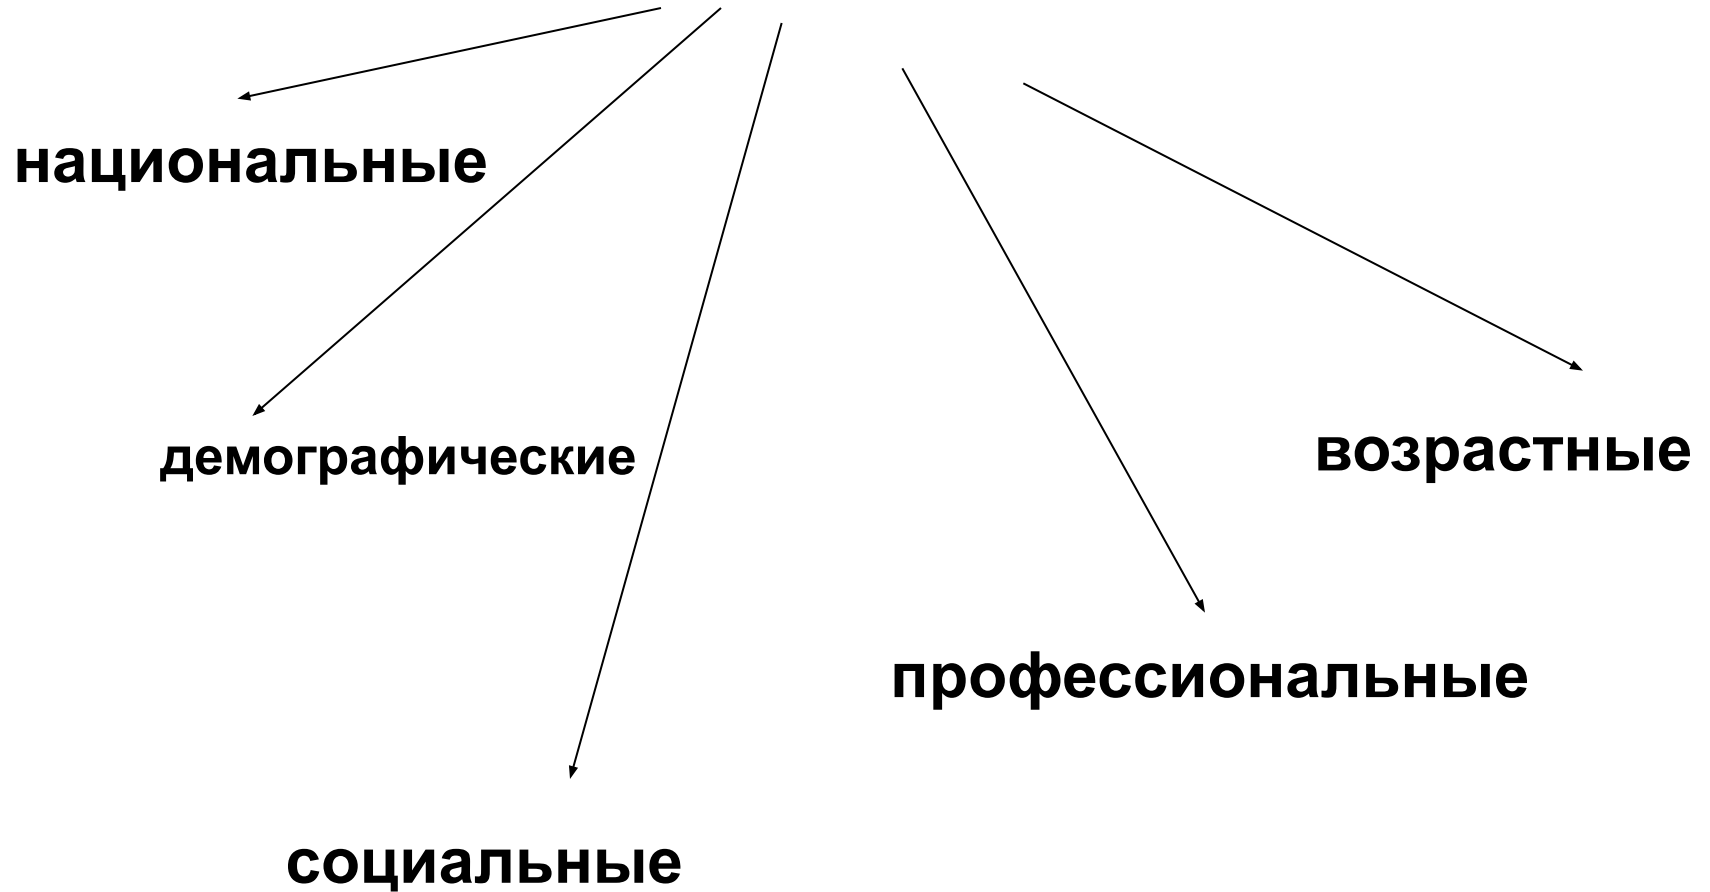 национальные
демографические
возрастные
профессиональные
социальные